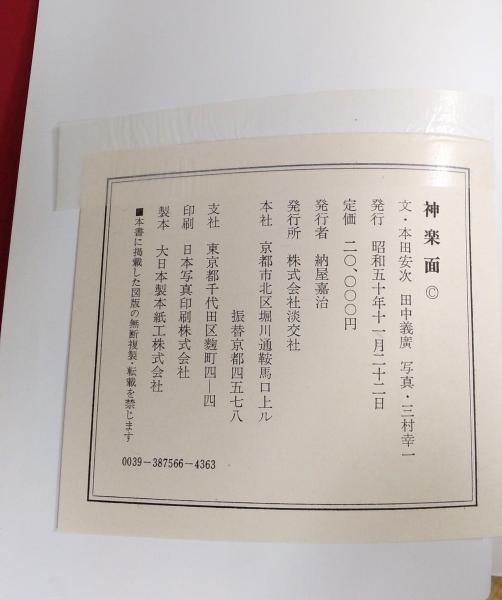 神楽面 ©
文・本田安次 田中義廣 写真・三村幸一
発行 昭和五十年十一月二十二日
定価 二〇,〇〇〇円
発行者 納屋嘉治
発行所 株式会社淡交社
本社 京都市北区堀川通鞍馬口上ル
振替京都四五七八
支社 東京都千代田区麴町四―四
印刷 日本写真印刷株式会社
製本 大日本製本紙工株式会社
■本書に掲載した図版の無断複製・転載を禁じます
0039−387566−4363